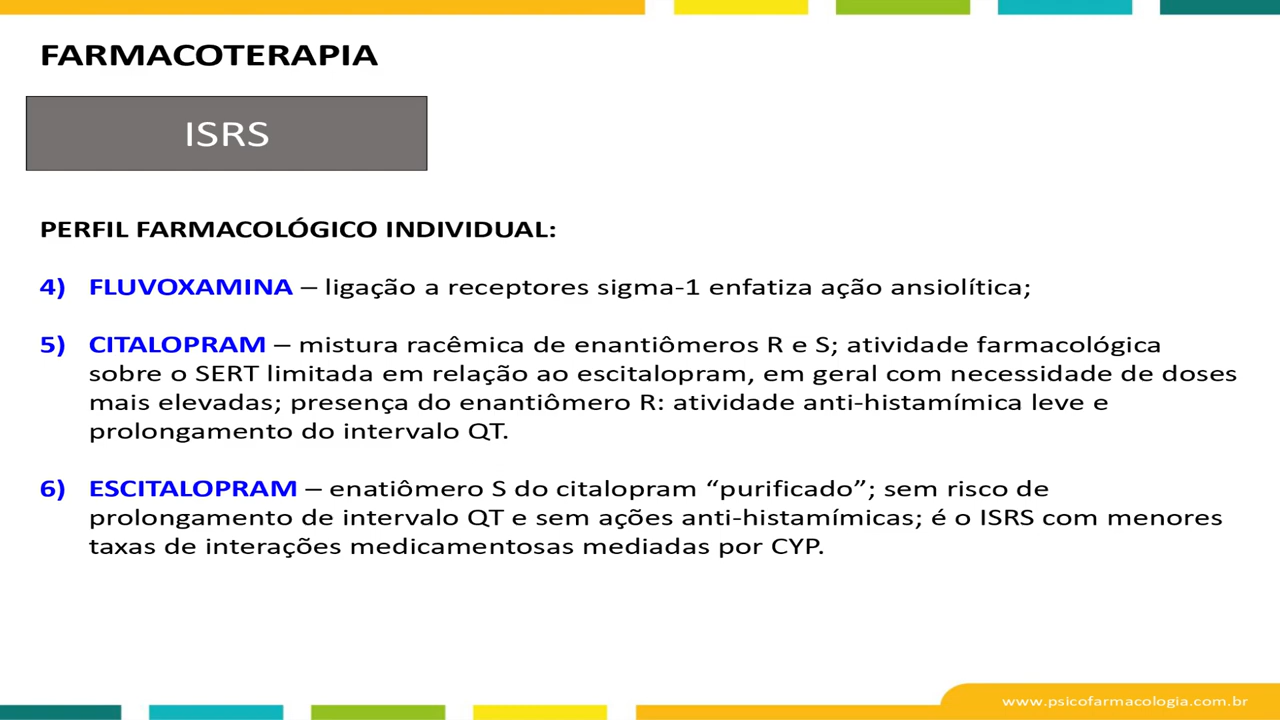 FARMACOTERAPIA
ISRS
PERFIL FARMACOLÓGICO INDIVIDUAL:
4) FLUVOXAMINA – ligação a receptores sigma-1 enfatiza ação ansiolítica;
5) CITALOPRAM – mistura racêmica de enantiômeros R e S; atividade farmacológica
sobre o SERT limitada em relação ao escitalopram, em geral com necessidade de doses
mais elevadas; presença do enantiômero R: atividade anti-histamímica leve e
prolongamento do intervalo QT.
6) ESCITALOPRAM – enatiômero S do citalopram “purificado”; sem risco de
prolongamento de intervalo QT e sem ações anti-histamímicas; é o ISRS com menores
taxas de interações medicamentosas mediadas por CYP.
www.psicofarmacologia.com.br